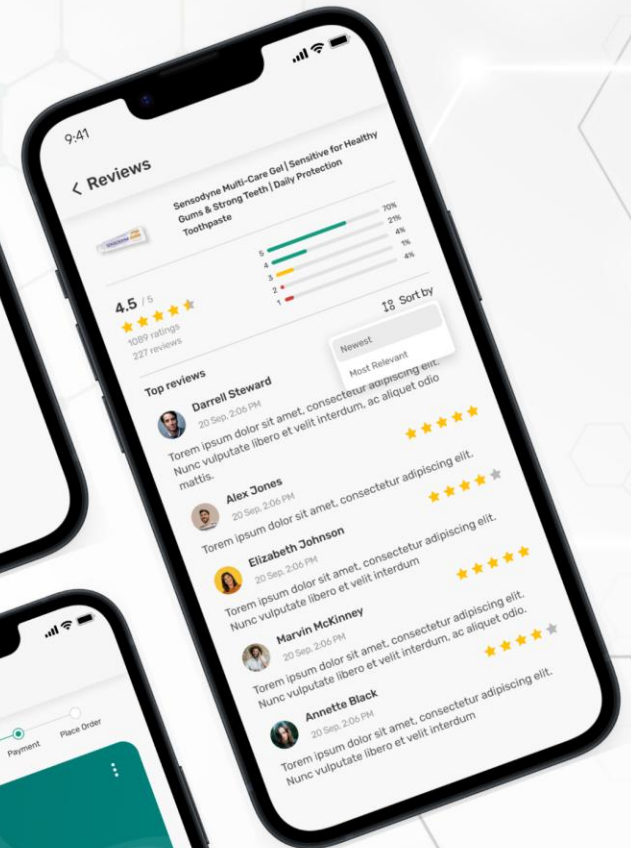 9:41
Reviews
Sensodyne Multi-Care Gel | Sensitive for Healthy
Gums & Strong Teeth | Daily Protection
Toothpaste
4.5 / 5
1089 ratings
227 reviews
5 70%
4 21%
3 4%
2 1%
1 4%
Sort by
Newest
Most Relevant
Top reviews
Darrell Steward
20 Sep, 2:06 PM
Torem ipsum dolor sit amet, consectetur adipiscing elit.
Nunc vulputate libero et velit interdum, ac aliquet odio
mattis.
Alex Jones
20 Sep, 2:06 PM
Torem ipsum dolor sit amet, consectetur adipiscing elit.
Elizabeth Johnson
20 Sep, 2:06 PM
Torem ipsum dolor sit amet, consectetur adipiscing elit.
Nunc vulputate libero et velit interdum
Marvin McKinney
20 Sep, 2:06 PM
Torem ipsum dolor sit amet, consectetur adipiscing elit.
Nunc vulputate libero et velit interdum, ac aliquet odio.
Annette Black
20 Sep, 2:06 PM
Torem ipsum dolor sit amet, consectetur adipiscing elit.
Nunc vulputate libero et velit interdum
Payment
Place Order